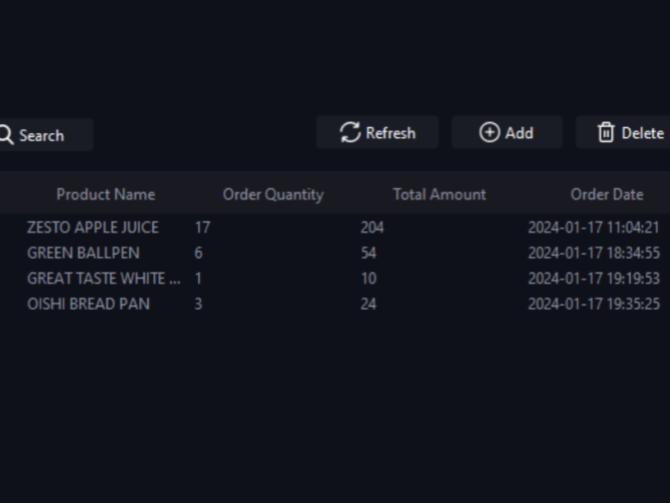 Search Refresh Add Delete
Product Name Order Quantity Total Amount Order Date
ZESTO APPLE JUICE 17 204 2024-01-17 11:04:21
GREEN BALLPEN 6 54 2024-01-17 18:34:55
GREAT TASTE WHITE ... 1 10 2024-01-17 19:19:53
OISHI BREAD PAN 3 24 2024-01-17 19:35:25